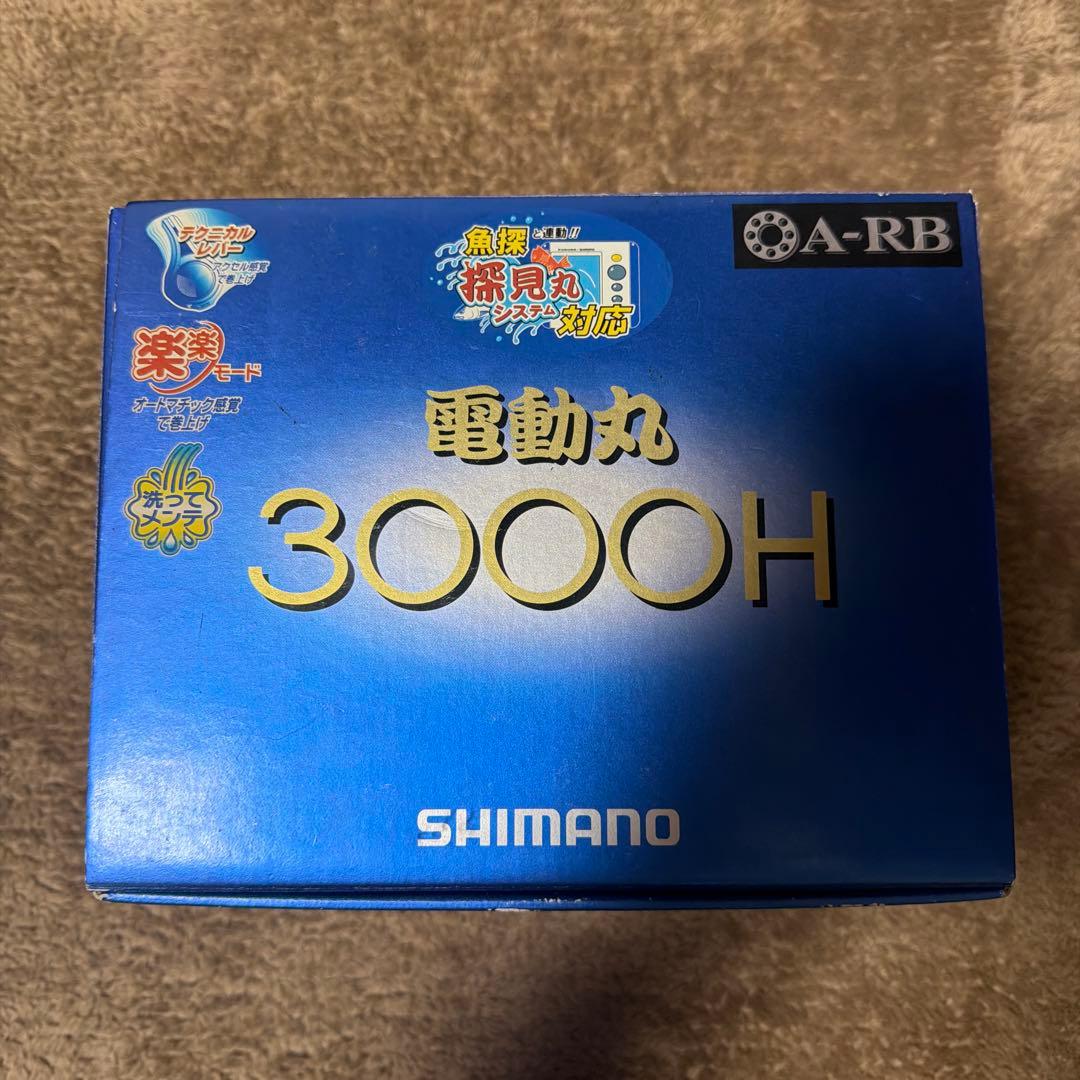 テクニカル
レバー
アクセル感覚
で巻上げ
楽楽モード
オートマチック感覚
で巻上げ
洗って
メンテ
魚探と連動!!
探見丸
システム対応
A-RB
電動丸
3000H
SHIMANO